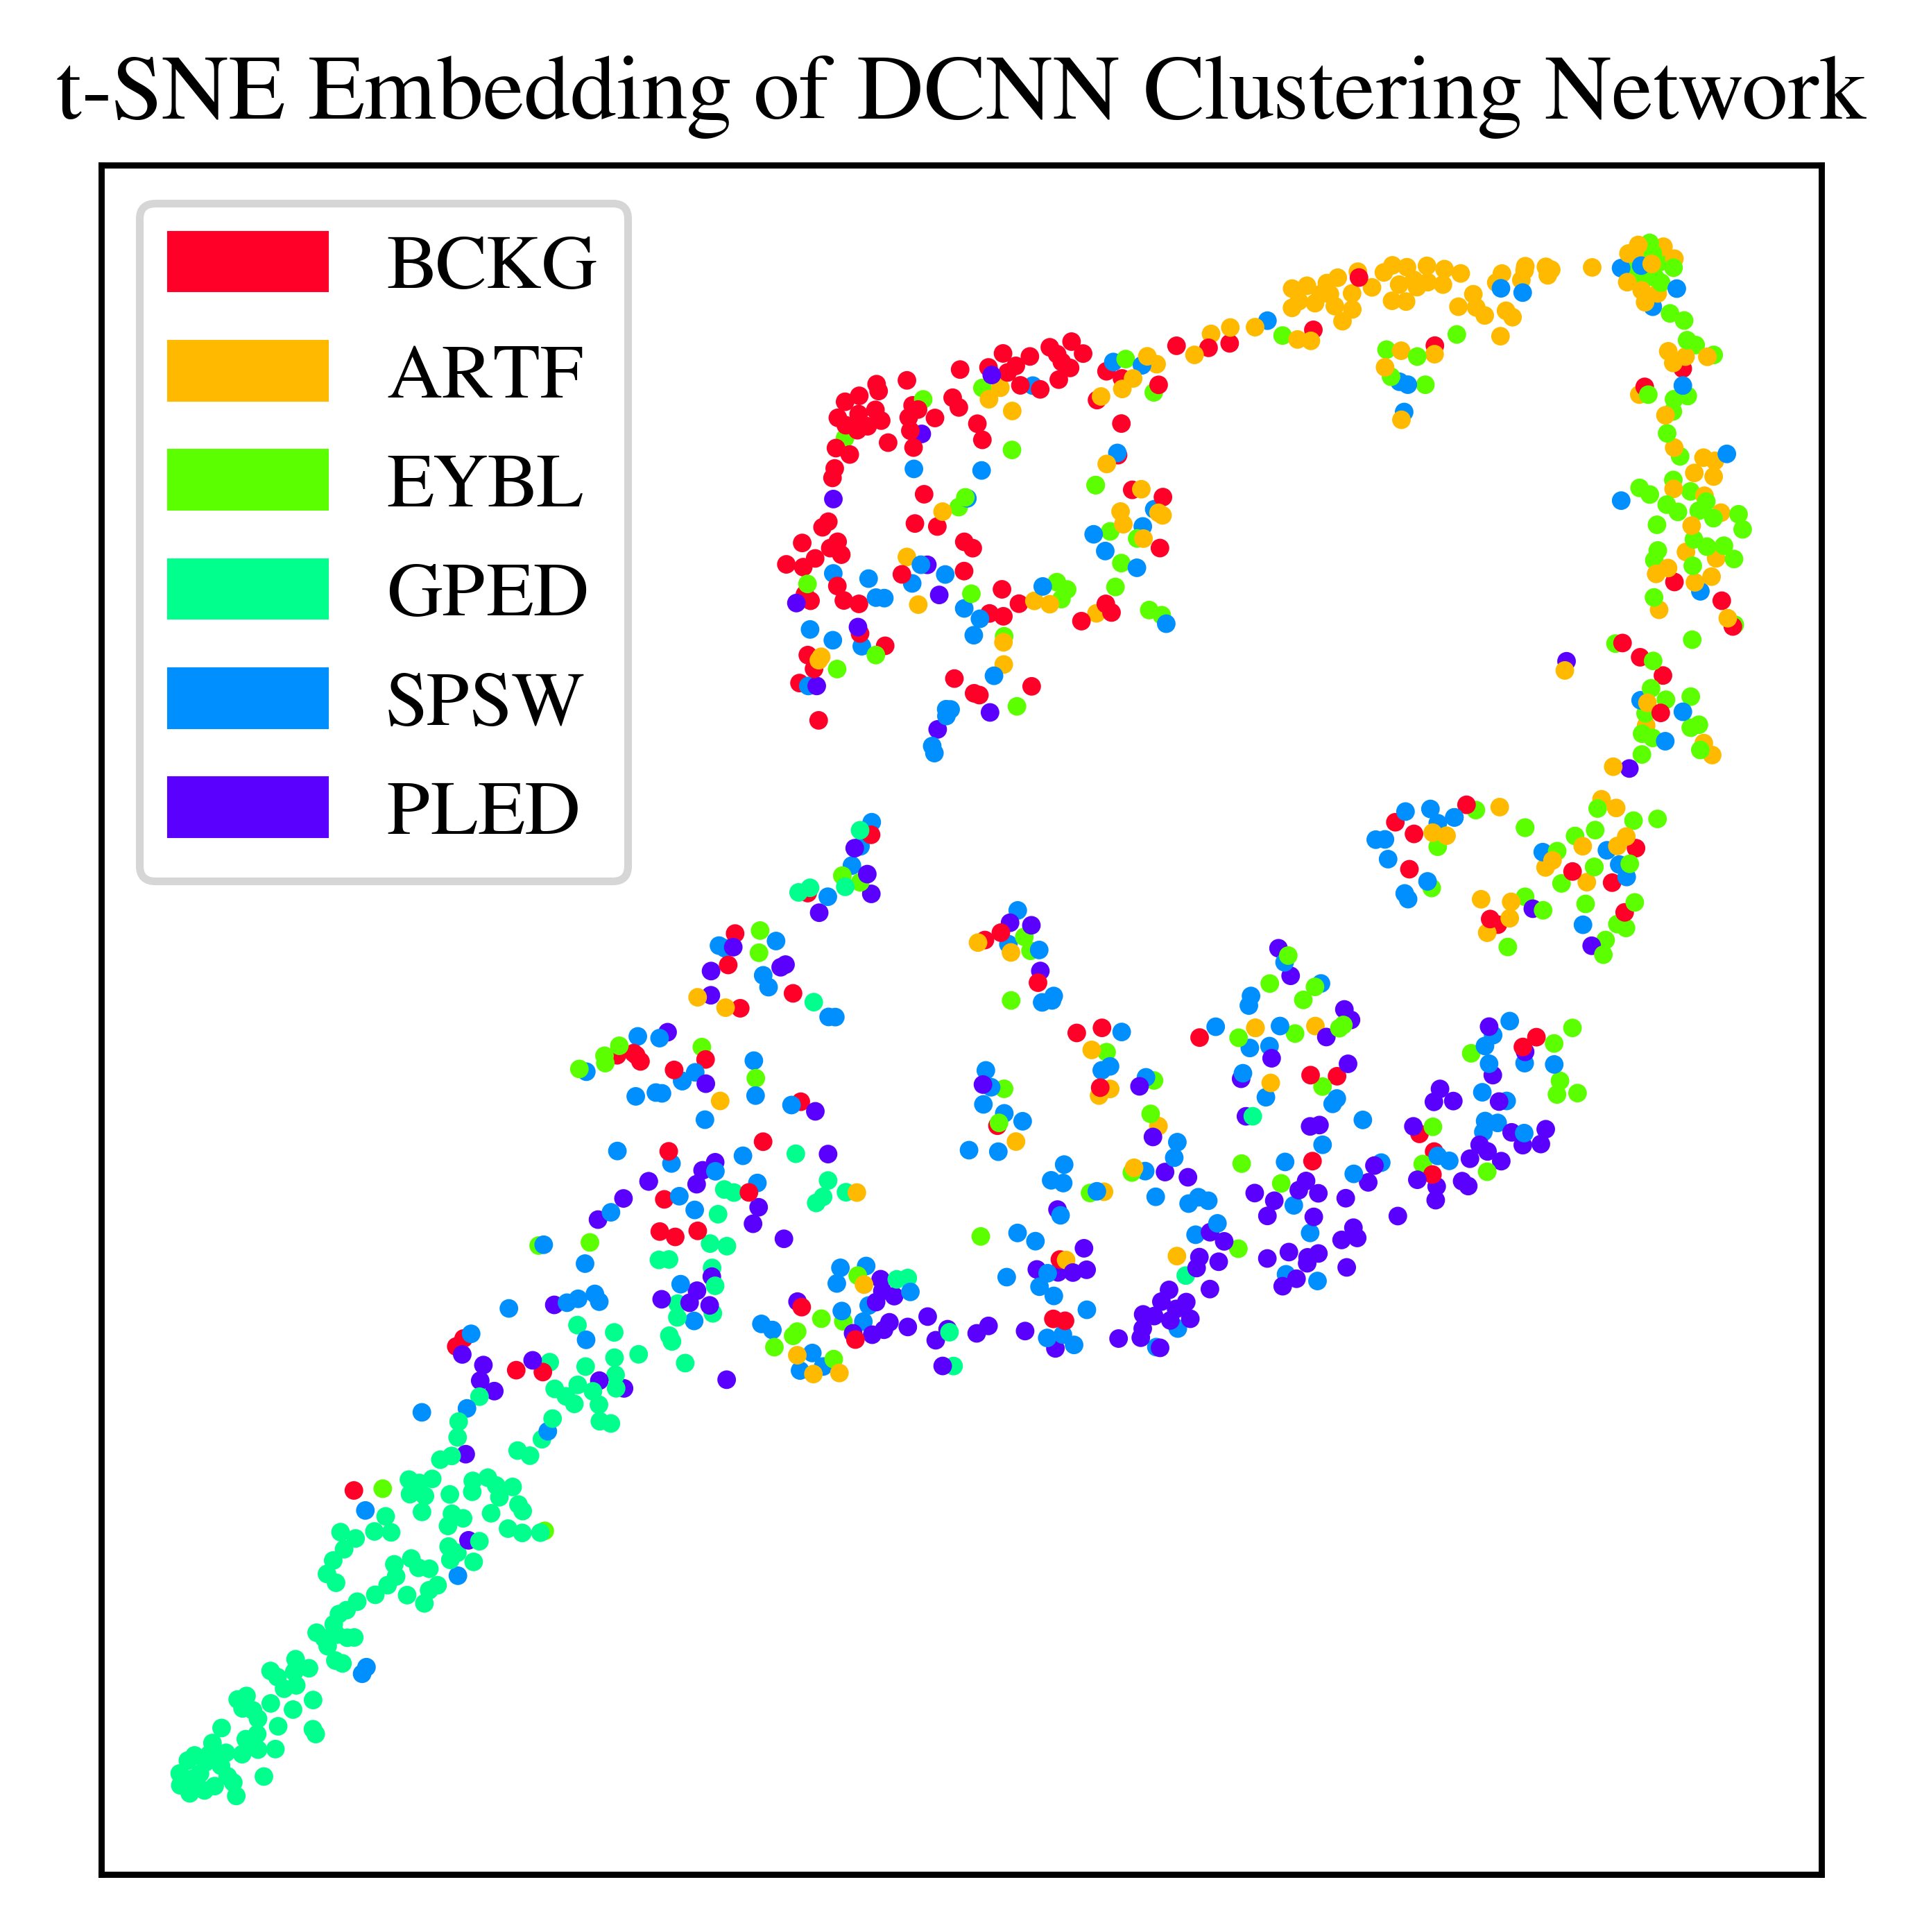 t-SNE Embedding of DCNN Clustering Network
BCKG
ARTF
EYBL
GPED
SPSW
PLED